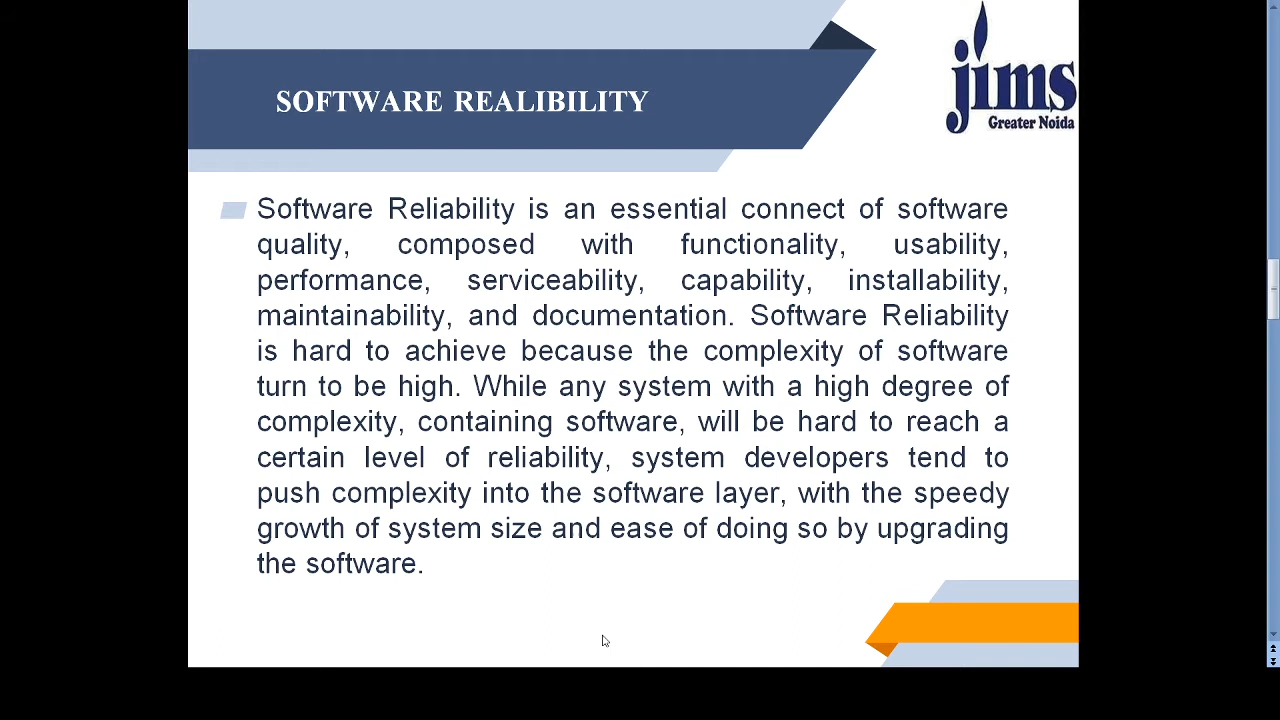 SOFTWARE REALIBILITY
jims
Greater Noida
Software Reliability is an essential connect of software
quality, composed with functionality, usability,
performance, serviceability, capability, installability,
maintainability, and documentation. Software Reliability
is hard to achieve because the complexity of software
turn to be high. While any system with a high degree of
complexity, containing software, will be hard to reach a
certain level of reliability, system developers tend to
push complexity into the software layer, with the speedy
growth of system size and ease of doing so by upgrading
the software.